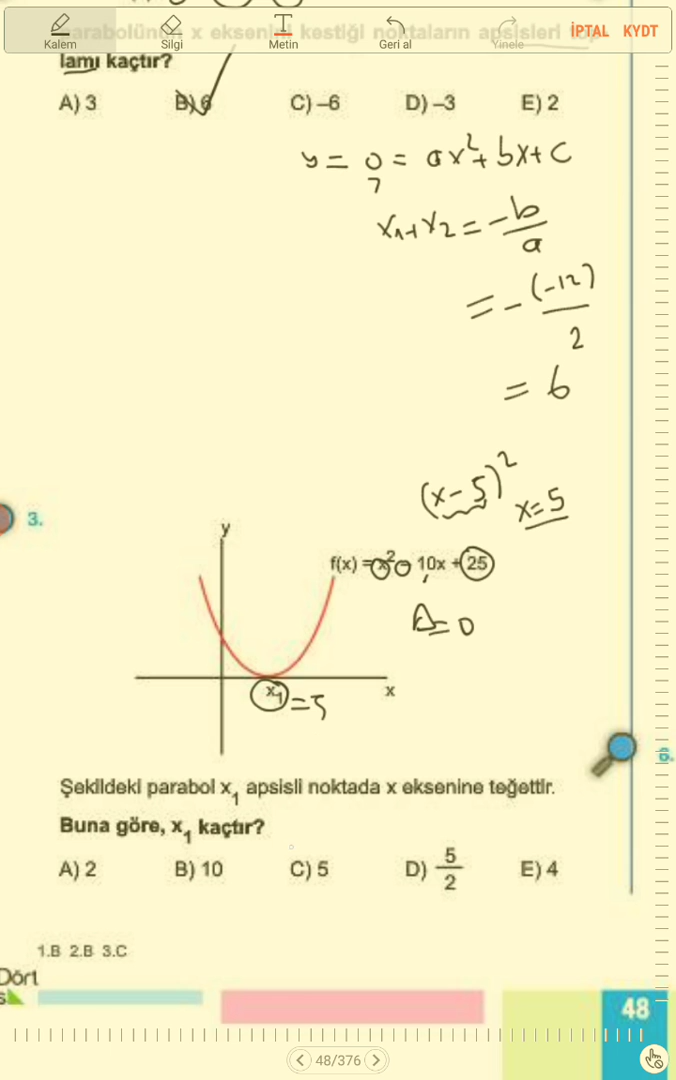 Kalem Silgi Metin Geri al Yinele İPTAL KYDT
arabolünün x eksenini kestiği noktaların apsisleri top
lamı kaçtır?
A) 3 B) 6 C) –6 D) –3 E) 2
y = 0 = ax²+ bx+ c
x₁+x₂ = -b/a
= - (-12)/2
= 6
(x-5)²
x=5
3.
y
f(x) = x² – 10x + 25
Δ= 0
x₁ =5 x
6.
Şekildeki parabol x₁ apsisli noktada x eksenine teğettir.
Buna göre, x₁ kaçtır?
A) 2 B) 10 C) 5 D) 5/2 E) 4
1.B 2.B 3.C
Dört
48
48/376